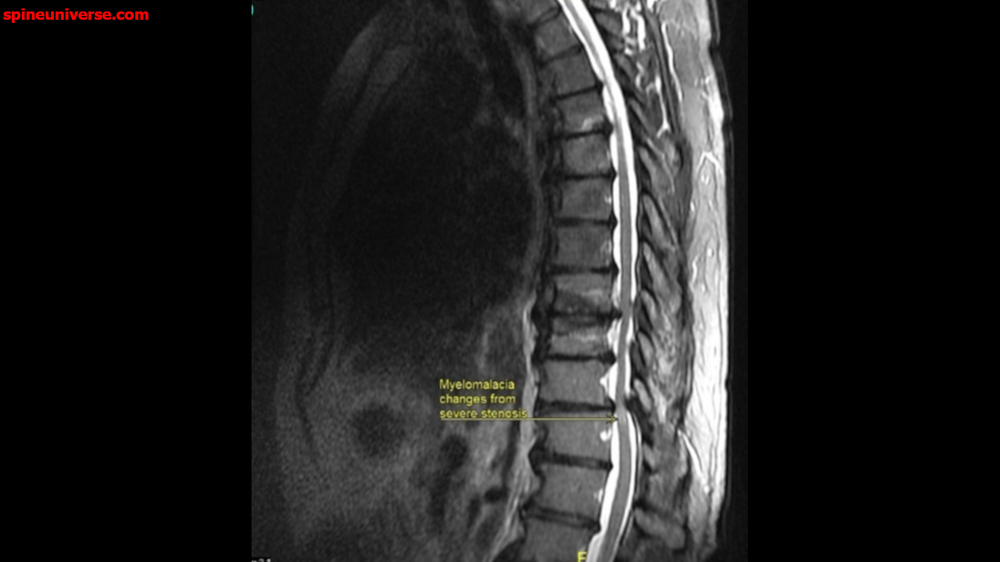 spineuniverse.com
Myelomalacia
changes from
severe stenosis
F